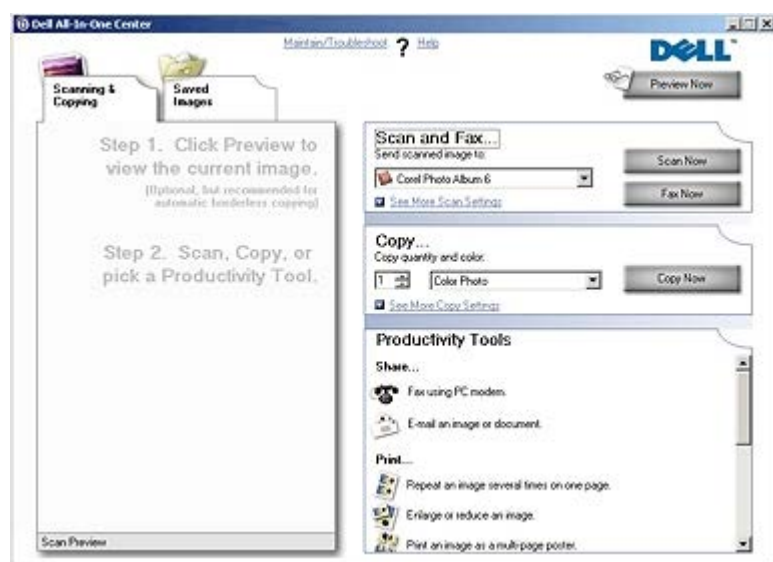 Dell All-In-One Center
Maintain/Troubleshoot ? Help
DELL
Scanning & Copying
Saved Images
Preview Now
Step 1. Click Preview to
view the current image.
(Optional, but recommended for
automatic borderless copying)
Step 2. Scan, Copy, or
pick a Productivity Tool.
Scan Preview
Scan and Fax...
Send scanned image to:
Corel Photo Album 6
See More Scan Settings
Scan Now
Fax Now
Copy...
Copy quantity and color.
1
Color Photo
See More Copy Settings
Copy Now
Productivity Tools
Share...
Fax using PC modem.
E-mail an image or document.
Print...
Repeat an image several times on one page.
Enlarge or reduce an image.
Print an image as a multi-page poster.